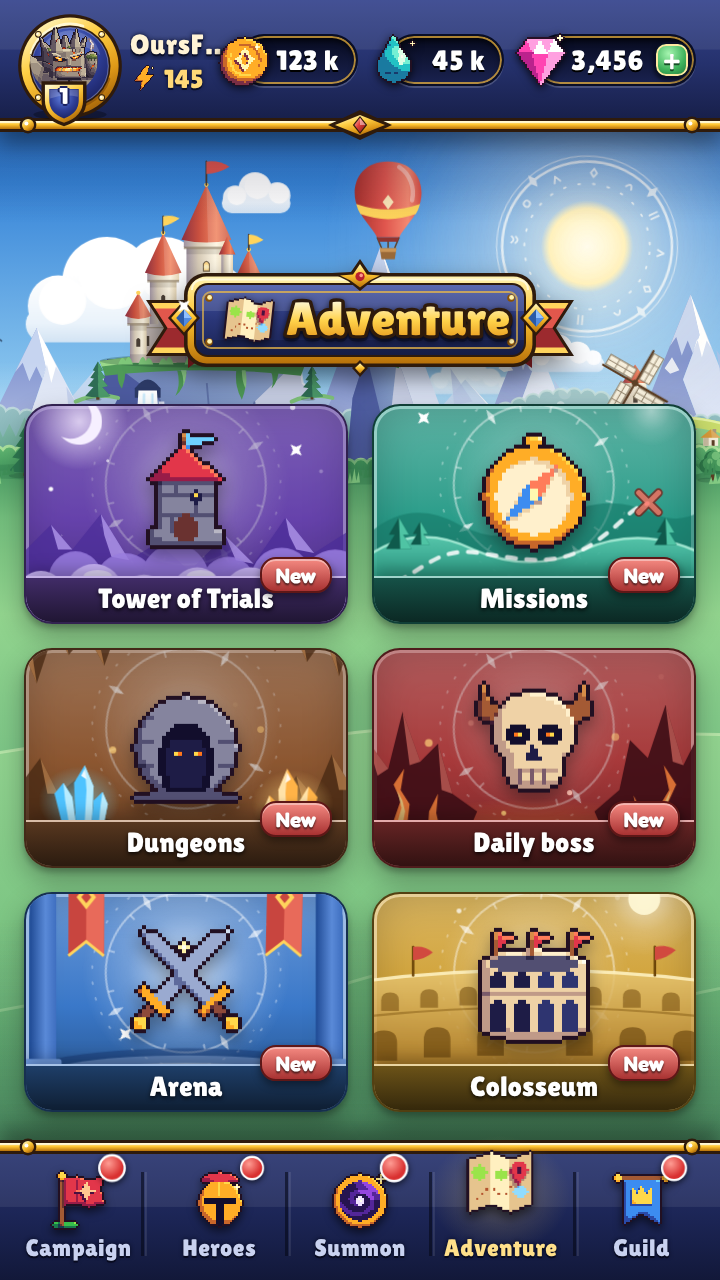 OursF..
123 k
45 k
3,456
+
145
1
Adventure
New
Tower of Trials
New
Missions
New
Dungeons
New
Daily boss
New
Arena
New
Colosseum
Campaign
Heroes
Summon
Adventure
Guild